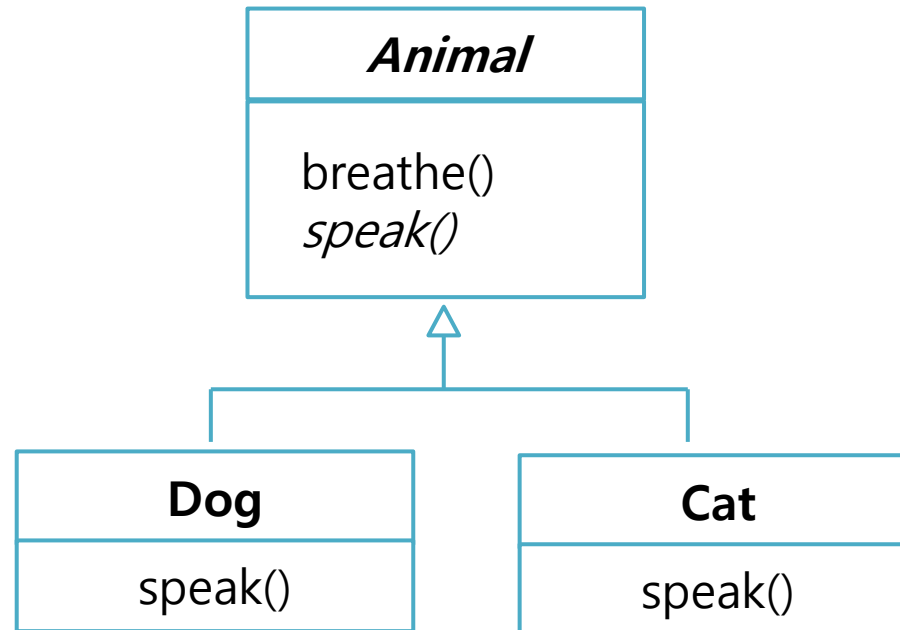 Animal
breathe()
speak()
Dog
speak()
Cat
speak()